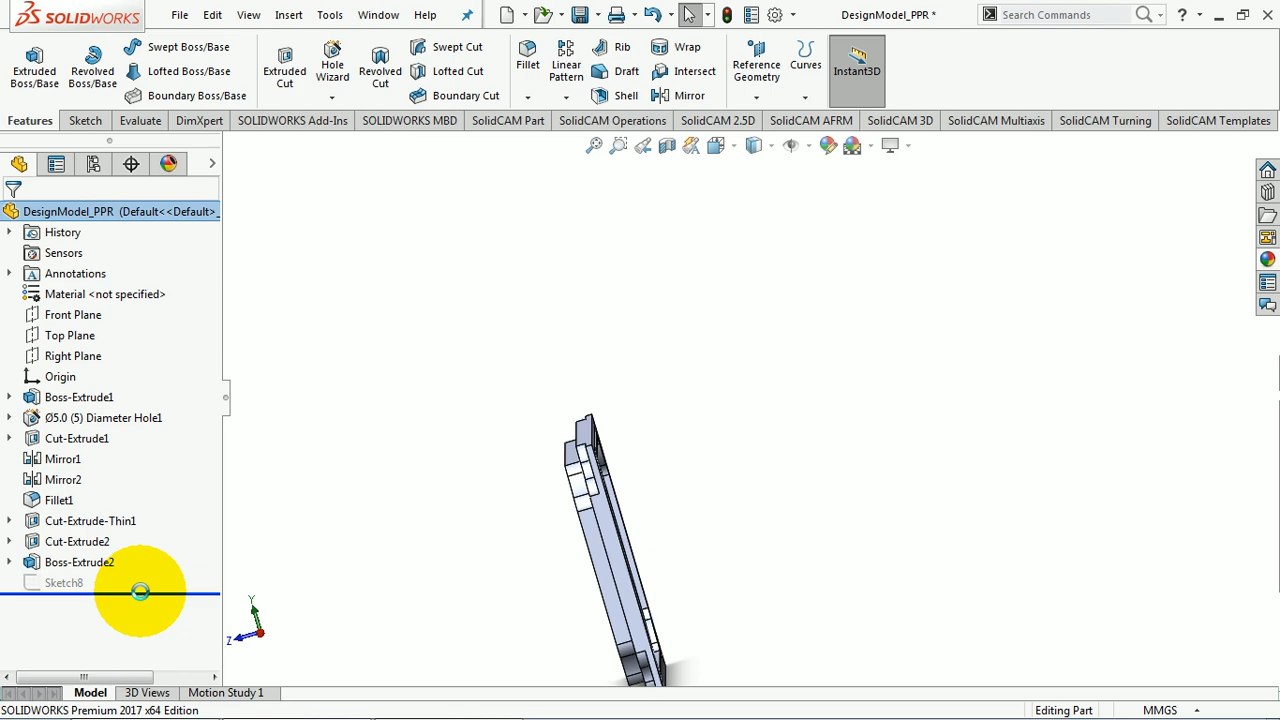 SOLIDWORKS File Edit View Insert Tools Window Help DesignModel_PPR * Search Commands ?
Extruded Boss/Base
Revolved Boss/Base
Swept Boss/Base
Lofted Boss/Base
Boundary Boss/Base
Extruded Cut
Hole Wizard
Revolved Cut
Swept Cut
Lofted Cut
Boundary Cut
Fillet
Linear Pattern
Rib
Draft
Shell
Wrap
Intersect
Mirror
Reference Geometry
Curves
Instant3D
Features Sketch Evaluate DimXpert SOLIDWORKS Add-Ins SOLIDWORKS MBD SolidCAM Part SolidCAM Operations SolidCAM 2.5D SolidCAM AFRM SolidCAM 3D SolidCAM Multiaxis SolidCAM Turning SolidCAM Templates
DesignModel_PPR (Default<<Default>_
History
Sensors
Annotations
Material <not specified>
Front Plane
Top Plane
Right Plane
Origin
Boss-Extrude1
Ø5.0 (5) Diameter Hole1
Cut-Extrude1
Mirror1
Mirror2
Fillet1
Cut-Extrude-Thin1
Cut-Extrude2
Boss-Extrude2
Sketch8
Y
Z
Model 3D Views Motion Study 1
SOLIDWORKS Premium 2017 x64 Edition Editing Part MMGS